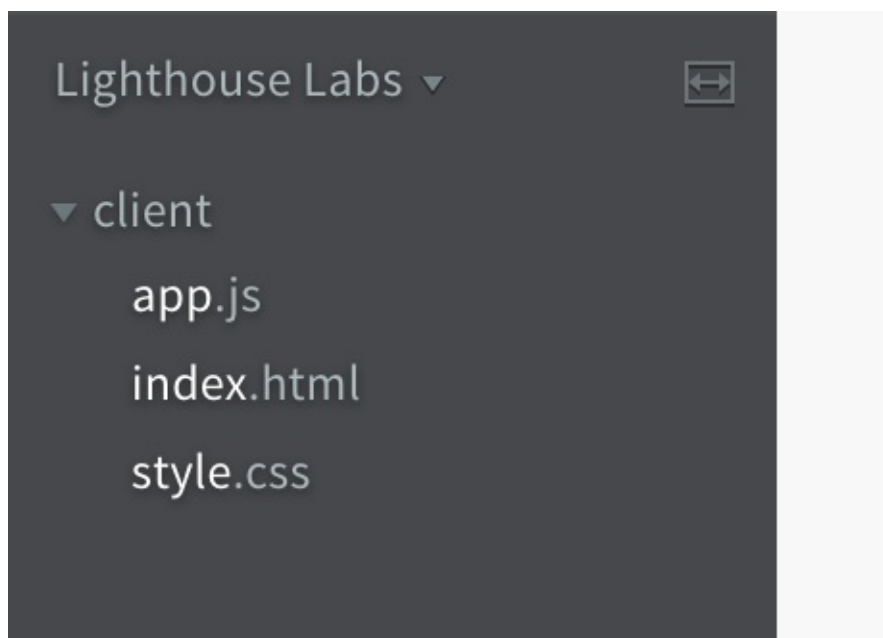 Lighthouse Labs
client
app.js
index.html
style.css